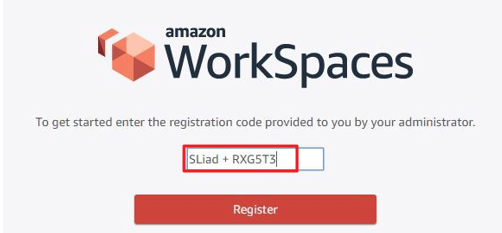 amazon
WorkSpaces
To get started enter the registration code provided to you by your administrator.
SLiad + RXG5T3
Register